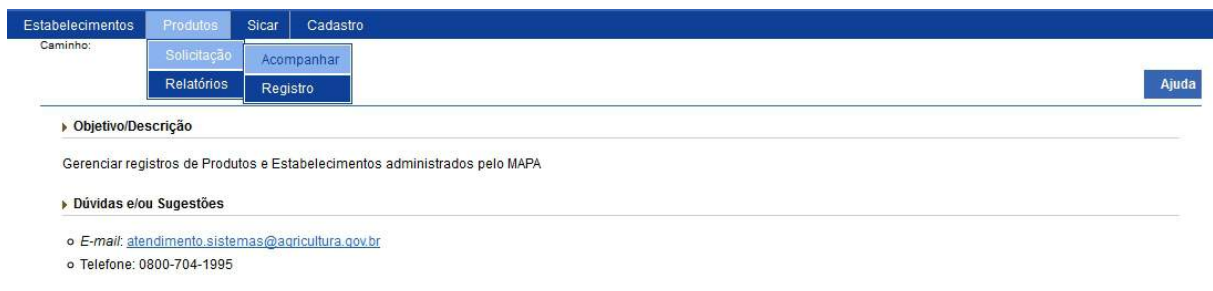 Estabelecimentos Produtos Sicar Cadastro
Caminho:
Solicitação Acompanhar
Relatórios Registro
Ajuda
Objetivo/Descrição
Gerenciar registros de Produtos e Estabelecimentos administrados pelo MAPA
Dúvidas e/ou Sugestões
E-mail: atendimento.sistemas@agricultura.gov.br
Telefone: 0800-704-1995